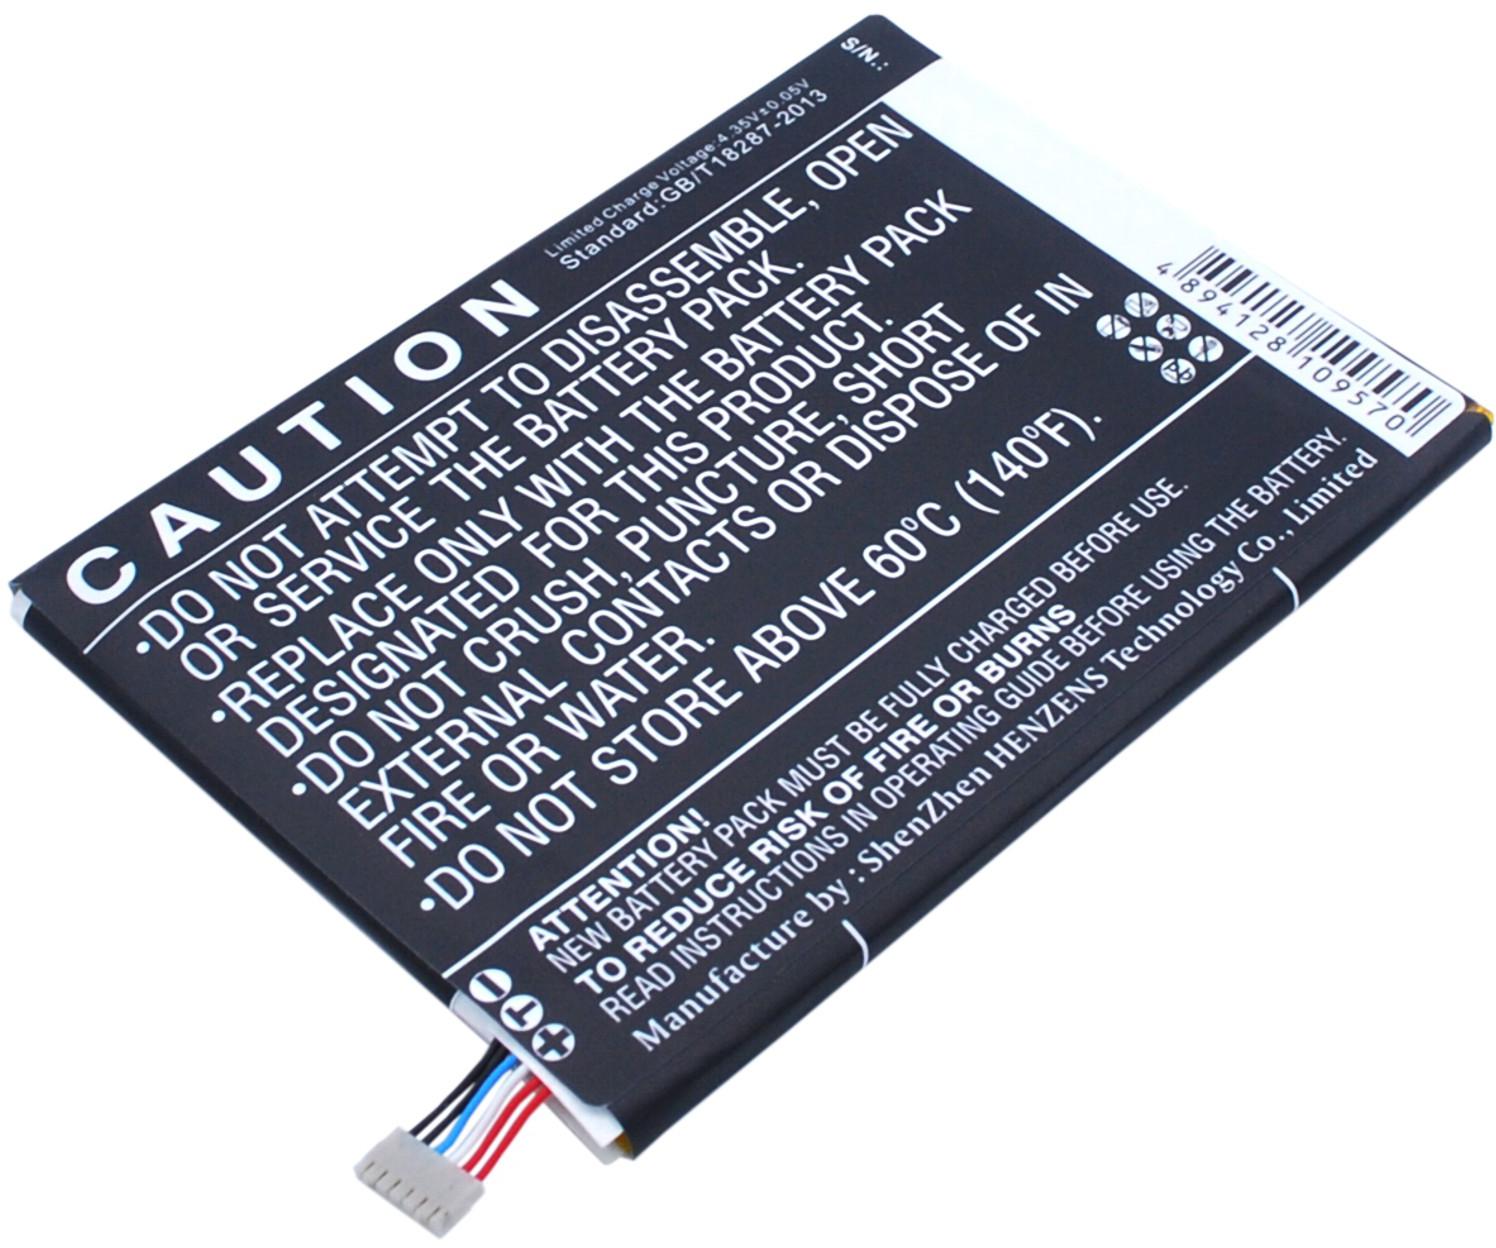 S/N.:
Limited Charge Voltage:4.35V±0.05V
Standard:GB/T18287-2013
CAUTION
•DO NOT ATTEMPT TO DISASSEMBLE, OPEN
OR SERVICE THE BATTERY PACK.
•REPLACE ONLY WITH THE BATTERY PACK
DESIGNATED FOR THIS PRODUCT.
•DO NOT CRUSH, PUNCTURE, SHORT
EXTERNAL CONTACTS OR DISPOSE OF IN
FIRE OR WATER.
•DO NOT STORE ABOVE 60°C (140°F).
4 894128 109570
ATTENTION!
NEW BATTERY PACK MUST BE FULLY CHARGED BEFORE USE.
TO REDUCE RISK OF FIRE OR BURNS
READ INSTRUCTIONS IN OPERATING GUIDE BEFORE USING THE BATTERY.
Manufacture by : ShenZhen HENZENS Technology Co., Limited
- T +